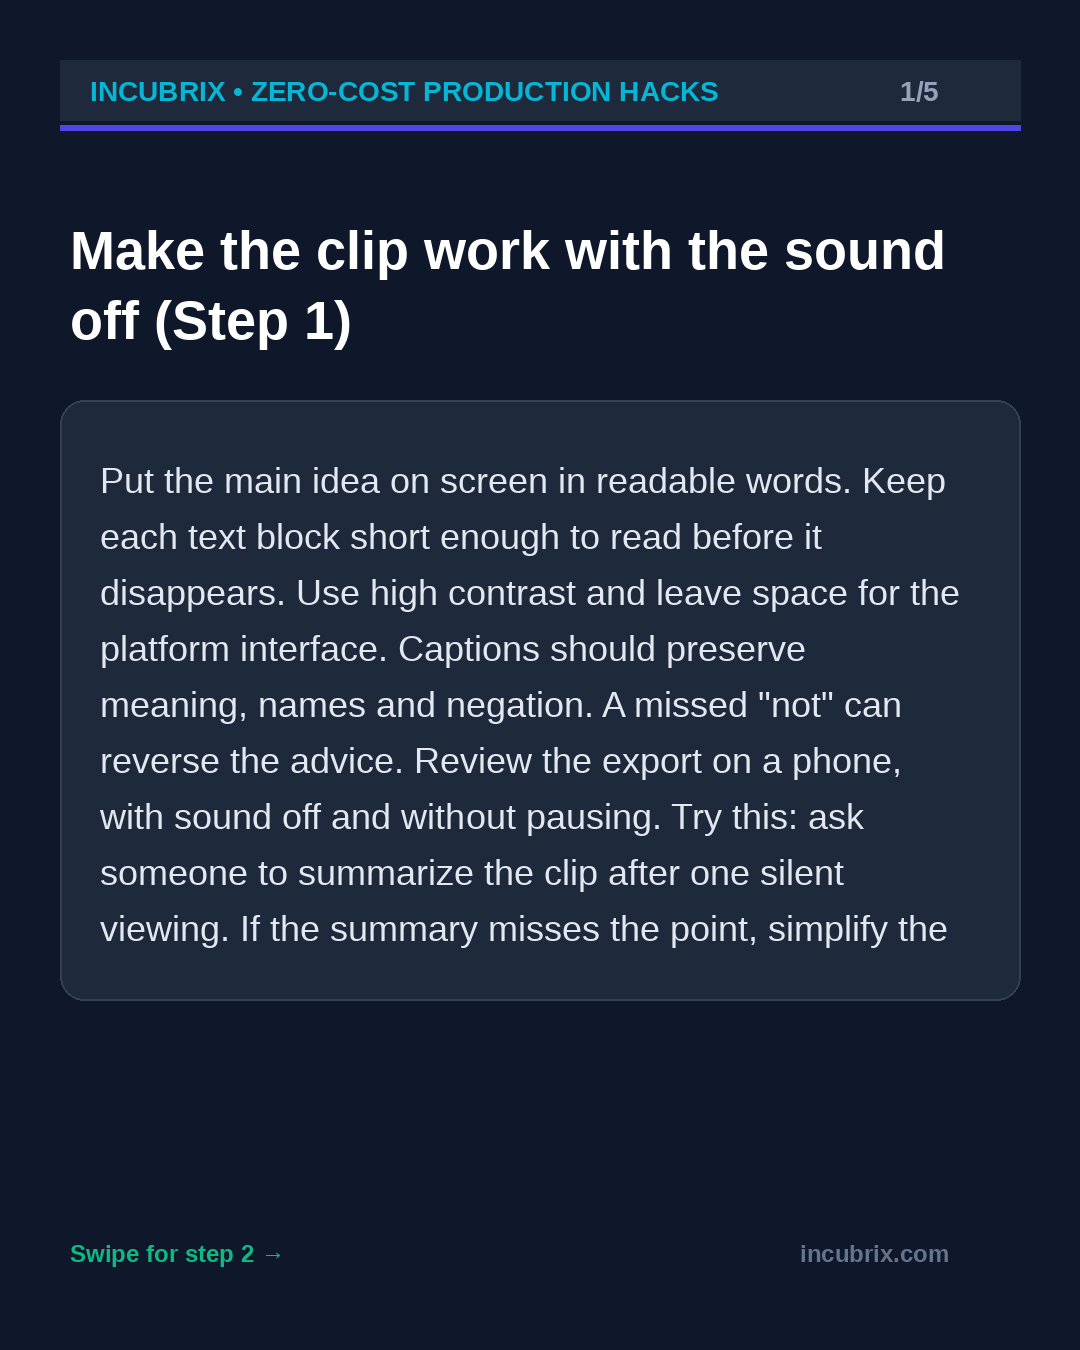 INCUBRIX • ZERO-COST PRODUCTION HACKS 1/5
Make the clip work with the sound
off (Step 1)
Put the main idea on screen in readable words. Keep
each text block short enough to read before it
disappears. Use high contrast and leave space for the
platform interface. Captions should preserve
meaning, names and negation. A missed "not" can
reverse the advice. Review the export on a phone,
with sound off and without pausing. Try this: ask
someone to summarize the clip after one silent
viewing. If the summary misses the point, simplify the
Swipe for step 2 → incubrix.com